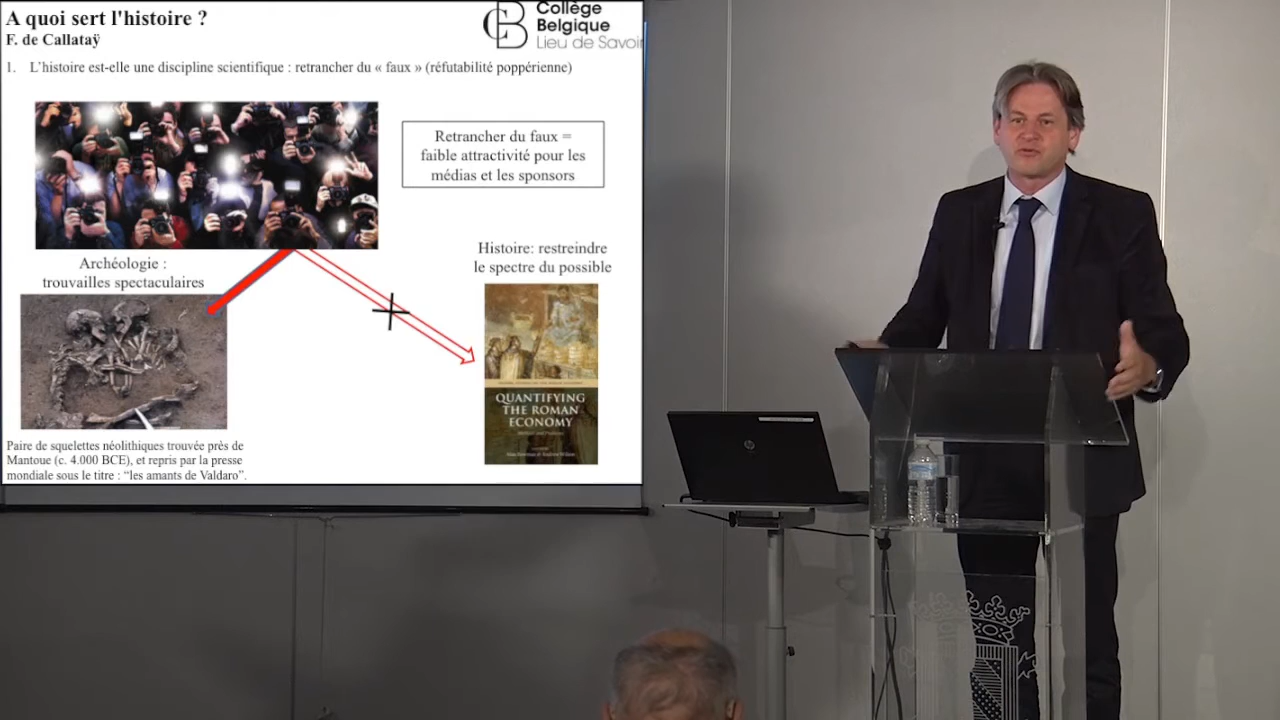 A quoi sert l'histoire ?
F. de Callataÿ
Collège
Belgique
Lieu de Savoir
1. L'histoire est-elle une discipline scientifique : retrancher du « faux » (réfutabilité poppérienne)
Retrancher du faux =
faible attractivité pour les
médias et les sponsors
Archéologie :
trouvailles spectaculaires
Histoire: restreindre
le spectre du possible
QUANTIFYING
THE ROMAN
ECONOMY
Paire de squelettes néolithiques trouvée près de
Mantoue (c. 4.000 BCE), et repris par la presse
mondiale sous le titre : “les amants de Valdaro”.
hp